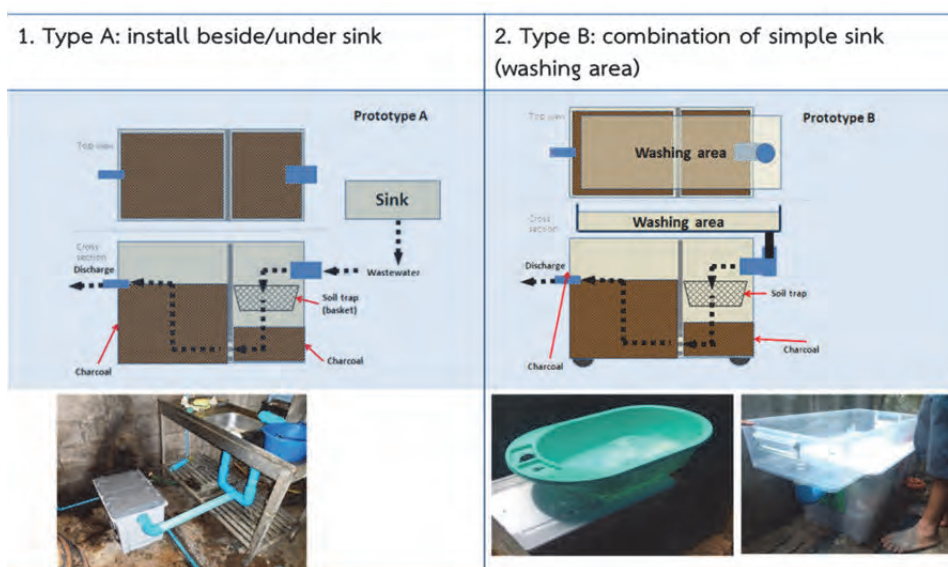 1. Type A: install beside/under sink
2. Type B: combination of simple sink
(washing area)
Prototype A
Top view
Sink
Cross
section
Discharge
Wastewater
Soil trap
(basket)
Charcoal
Charcoal
Prototype B
Top view
Washing area
Washing area
Cross
section
Discharge
Soil trap
Charcoal
Charcoal